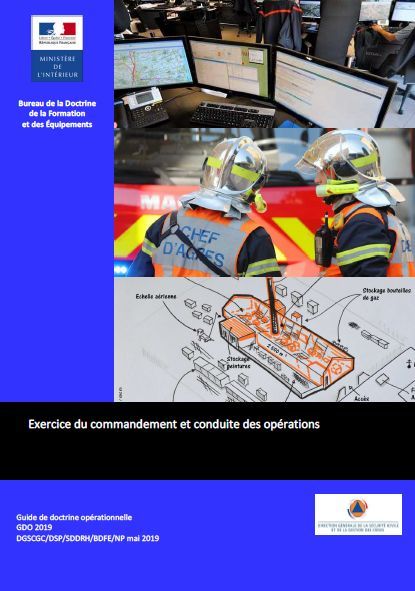 Liberté • Égalité • Fraternité
RÉPUBLIQUE FRANÇAISE
MINISTÈRE
DE
L'INTÉRIEUR
Bureau de la Doctrine
de la Formation
et des Équipements
CHEF
D'AGRÈS
Echelle aérienne
Stockage bouteilles
de gaz
Stockage
peintures
Accès
Exercice du commandement et conduite des opérations
Guide de doctrine opérationnelle
GDO 2019
DGSCGC/DSP/SDDRH/BDFE/NP mai 2019
DIRECTION GÉNÉRALE DE LA SÉCURITÉ CIVILE
ET DE LA GESTION DES CRISES